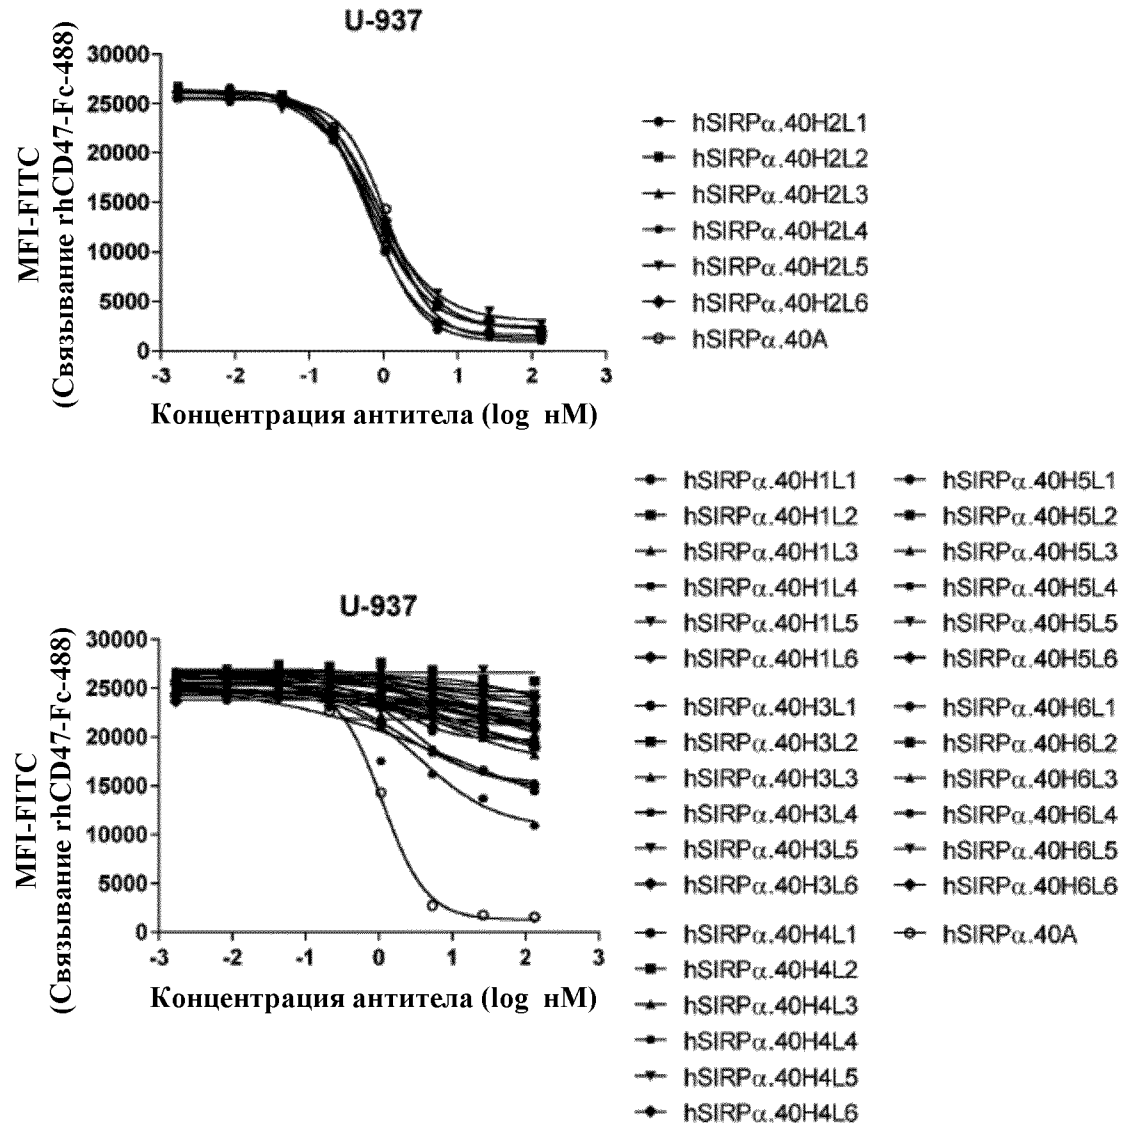 U-937
MFI-FITC
(Связывание rhCD47-Fc-488)
30000
25000
20000
15000
10000
5000
0
-3 -2 -1 0 1 2 3
Концентрация антитела (log нМ)
hSIRPα.40H2L1
hSIRPα.40H2L2
hSIRPα.40H2L3
hSIRPα.40H2L4
hSIRPα.40H2L5
hSIRPα.40H2L6
hSIRPα.40A
U-937
MFI-FITC
(Связывание rhCD47-Fc-488)
30000
25000
20000
15000
10000
5000
0
-3 -2 -1 0 1 2 3
Концентрация антитела (log нМ)
hSIRPα.40H1L1
hSIRPα.40H1L2
hSIRPα.40H1L3
hSIRPα.40H1L4
hSIRPα.40H1L5
hSIRPα.40H1L6
hSIRPα.40H3L1
hSIRPα.40H3L2
hSIRPα.40H3L3
hSIRPα.40H3L4
hSIRPα.40H3L5
hSIRPα.40H3L6
hSIRPα.40H4L1
hSIRPα.40H4L2
hSIRPα.40H4L3
hSIRPα.40H4L4
hSIRPα.40H4L5
hSIRPα.40H4L6
hSIRPα.40H5L1
hSIRPα.40H5L2
hSIRPα.40H5L3
hSIRPα.40H5L4
hSIRPα.40H5L5
hSIRPα.40H5L6
hSIRPα.40H6L1
hSIRPα.40H6L2
hSIRPα.40H6L3
hSIRPα.40H6L4
hSIRPα.40H6L5
hSIRPα.40H6L6
hSIRPα.40A